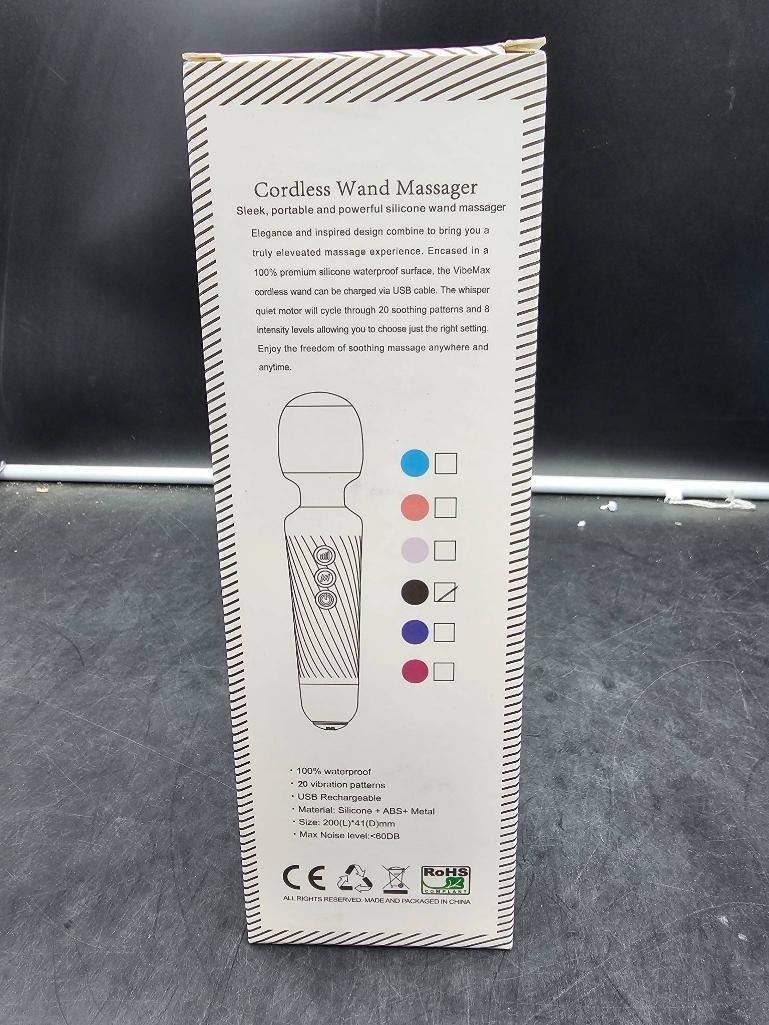 Cordless Wand Massager
Sleek, portable and powerful silicone wand massager
Elegance and inspired design combine to bring you a
truly eleveated massage experience. Encased in a
100% premium silicone waterproof surface, the VibeMax
cordless wand can be charged via USB cable. The whisper
quiet motor will cycle through 20 soothing patterns and 8
intensity levels allowing you to choose just the right setting.
Enjoy the freedom of soothing massage anywhere and
anytime.
· 100% waterproof
· 20 vibration patterns
· USB Rechargeable
· Material: Silicone + ABS+ Metal
· Size: 200(L)*41(D)mm
· Max Noise level:<60DB
CE
RoHS
COMPLIANT
ALL RIGHTS RESERVED. MADE AND PACKAGED IN CHINA